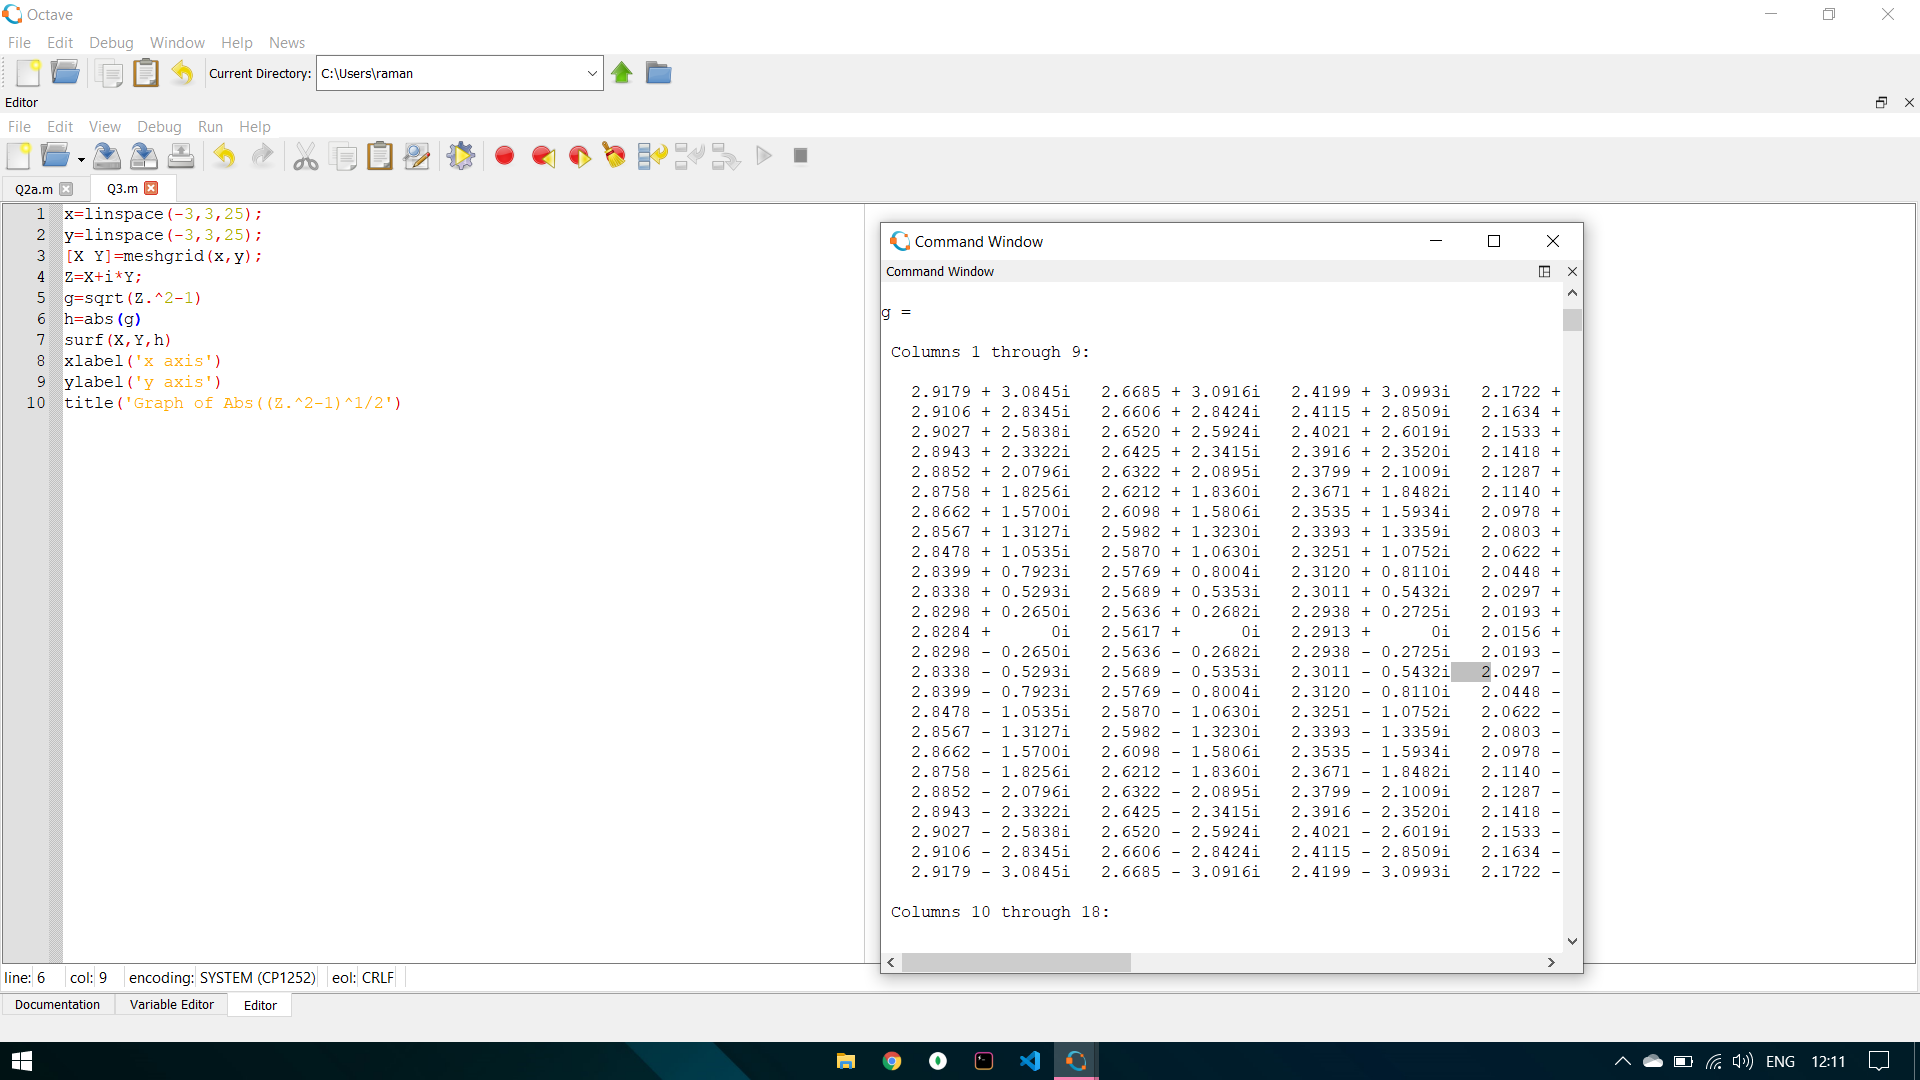 Octave
File Edit Debug Window Help News
Current Directory: C:\Users\raman
Editor
File Edit View Debug Run Help
Q2a.m Q3.m
1 x=linspace(-3,3,25);
2 y=linspace(-3,3,25);
3 [X Y]=meshgrid(x,y);
4 Z=X+i*Y;
5 g=sqrt(Z.^2-1)
6 h=abs(g)
7 surf(X,Y,h)
8 xlabel('x axis')
9 ylabel('y axis')
10 title('Graph of Abs((Z.^2-1)^1/2')
Command Window
Command Window
g =
Columns 1 through 9:
2.9179 + 3.0845i 2.6685 + 3.0916i 2.4199 + 3.0993i 2.1722 +
2.9106 + 2.8345i 2.6606 + 2.8424i 2.4115 + 2.8509i 2.1634 +
2.9027 + 2.5838i 2.6520 + 2.5924i 2.4021 + 2.6019i 2.1533 +
2.8943 + 2.3322i 2.6425 + 2.3415i 2.3916 + 2.3520i 2.1418 +
2.8852 + 2.0796i 2.6322 + 2.0895i 2.3799 + 2.1009i 2.1287 +
2.8758 + 1.8256i 2.6212 + 1.8360i 2.3671 + 1.8482i 2.1140 +
2.8662 + 1.5700i 2.6098 + 1.5806i 2.3535 + 1.5934i 2.0978 +
2.8567 + 1.3127i 2.5982 + 1.3230i 2.3393 + 1.3359i 2.0803 +
2.8478 + 1.0535i 2.5870 + 1.0630i 2.3251 + 1.0752i 2.0622 +
2.8399 + 0.7923i 2.5769 + 0.8004i 2.3120 + 0.8110i 2.0448 +
2.8338 + 0.5293i 2.5689 + 0.5353i 2.3011 + 0.5432i 2.0297 +
2.8298 + 0.2650i 2.5636 + 0.2682i 2.2938 + 0.2725i 2.0193 +
2.8284 + 0i 2.5617 + 0i 2.2913 + 0i 2.0156 +
2.8298 - 0.2650i 2.5636 - 0.2682i 2.2938 - 0.2725i 2.0193 -
2.8338 - 0.5293i 2.5689 - 0.5353i 2.3011 - 0.5432i 2.0297 -
2.8399 - 0.7923i 2.5769 - 0.8004i 2.3120 - 0.8110i 2.0448 -
2.8478 - 1.0535i 2.5870 - 1.0630i 2.3251 - 1.0752i 2.0622 -
2.8567 - 1.3127i 2.5982 - 1.3230i 2.3393 - 1.3359i 2.0803 -
2.8662 - 1.5700i 2.6098 - 1.5806i 2.3535 - 1.5934i 2.0978 -
2.8758 - 1.8256i 2.6212 - 1.8360i 2.3671 - 1.8482i 2.1140 -
2.8852 - 2.0796i 2.6322 - 2.0895i 2.3799 - 2.1009i 2.1287 -
2.8943 - 2.3322i 2.6425 - 2.3415i 2.3916 - 2.3520i 2.1418 -
2.9027 - 2.5838i 2.6520 - 2.5924i 2.4021 - 2.6019i 2.1533 -
2.9106 - 2.8345i 2.6606 - 2.8424i 2.4115 - 2.8509i 2.1634 -
2.9179 - 3.0845i 2.6685 - 3.0916i 2.4199 - 3.0993i 2.1722 -
Columns 10 through 18:
line: 6 col: 9 encoding: SYSTEM (CP1252) eol: CRLF
Documentation Variable Editor Editor
ENG 12:11